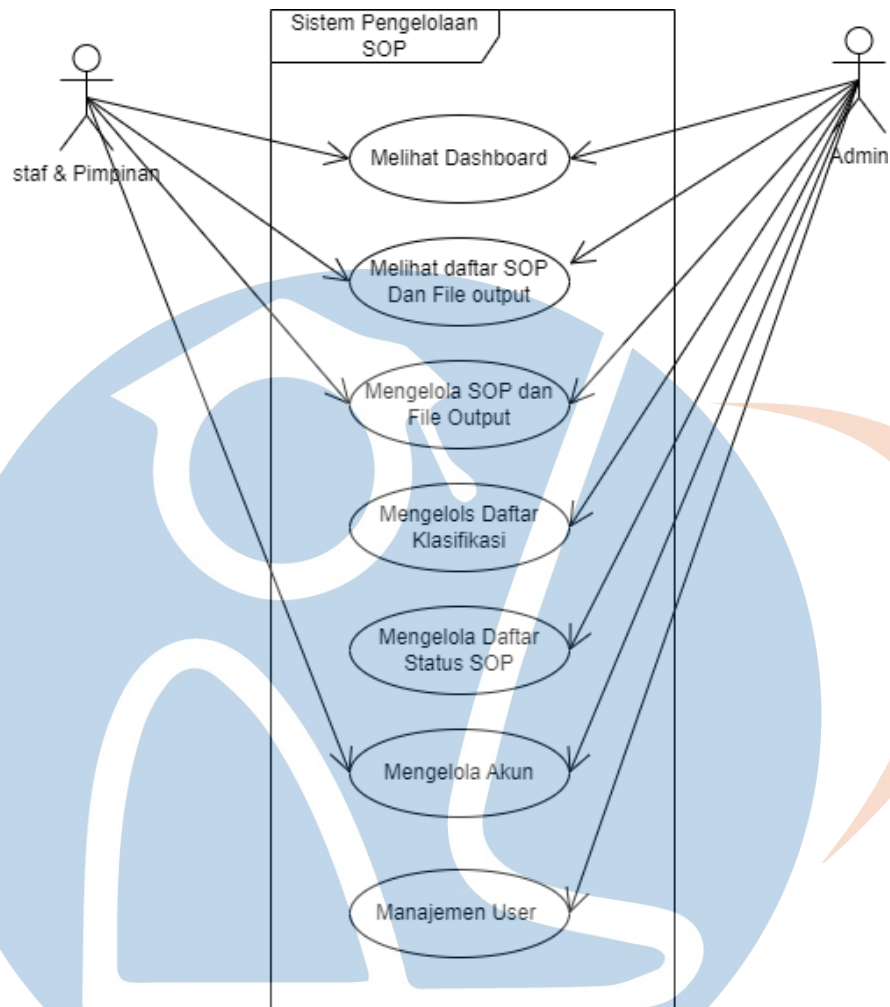 Sistem Pengelolaan
SOP
staf & Pimpinan
Admin
Melihat Dashboard
Melihat daftar SOP
Dan File output
Mengelola SOP dan
File Output
Mengelols Daftar
Klasifikasi
Mengelola Daftar
Status SOP
Mengelola Akun
Manajemen User